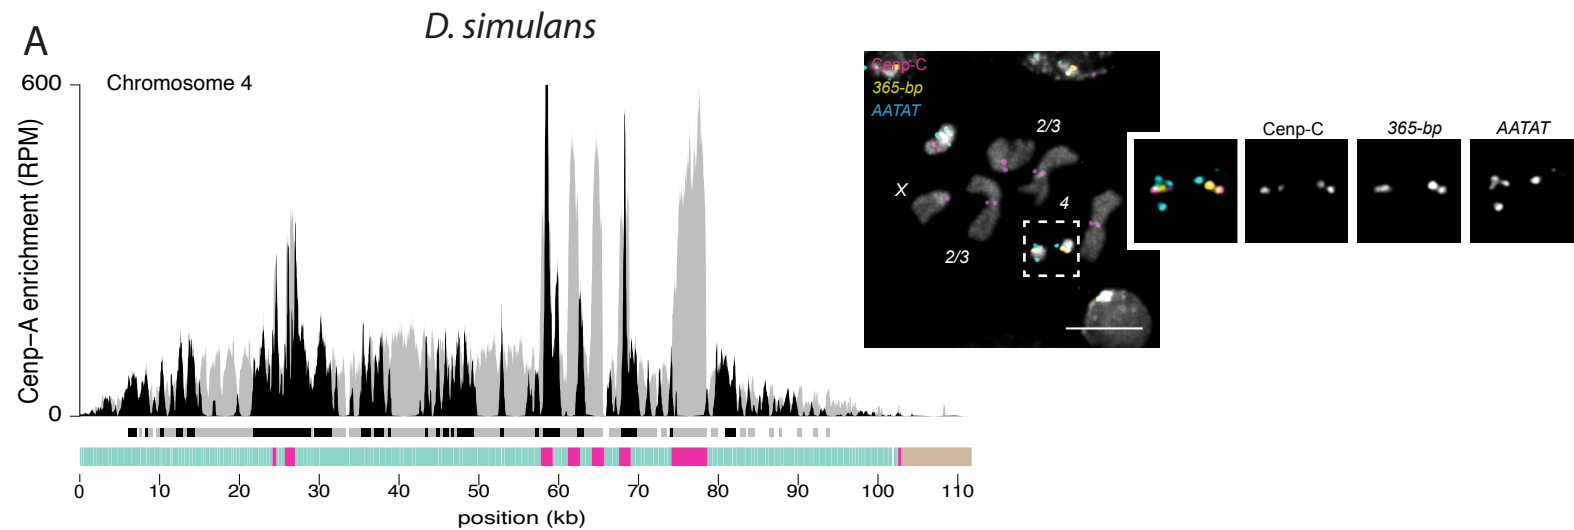 D. simulans
A
600
Chromosome 4
Cenp−A enrichment (RPM)
0
0 10 20 30 40 50 60 70 80 90 100 110
position (kb)
Cenp-C
365-bp
AATAT
2/3
X
4
2/3
Cenp-C
365-bp
AATAT